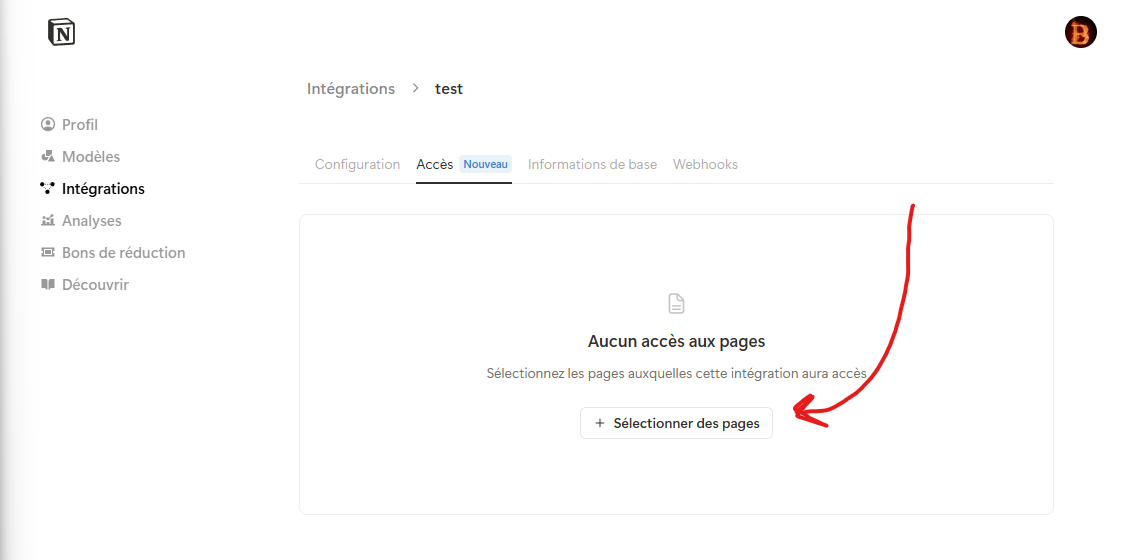 N
B
Intégrations > test
Profil
Modèles
Intégrations
Analyses
Bons de réduction
Découvrir
Configuration Accès Nouveau Informations de base Webhooks
Aucun accès aux pages
Sélectionnez les pages auxquelles cette intégration aura accès
+ Sélectionner des pages